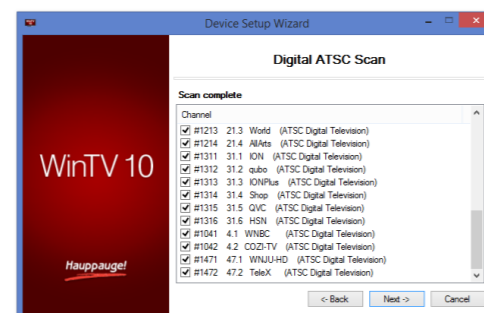 Device Setup Wizard
WinTV 10
Hauppauge!
Digital ATSC Scan
Scan complete
Channel
#1213 21.3 World (ATSC Digital Television)
#1214 21.4 AllArts (ATSC Digital Television)
#1311 31.1 ION (ATSC Digital Television)
#1312 31.2 qubo (ATSC Digital Television)
#1313 31.3 IONPlus (ATSC Digital Television)
#1314 31.4 Shop (ATSC Digital Television)
#1315 31.5 QVC (ATSC Digital Television)
#1316 31.6 HSN (ATSC Digital Television)
#1041 4.1 WNBC (ATSC Digital Television)
#1042 4.2 COZI-TV (ATSC Digital Television)
#1471 47.1 WNJU-HD (ATSC Digital Television)
#1472 47.2 TeleX (ATSC Digital Television)
<- Back Next -> Cancel